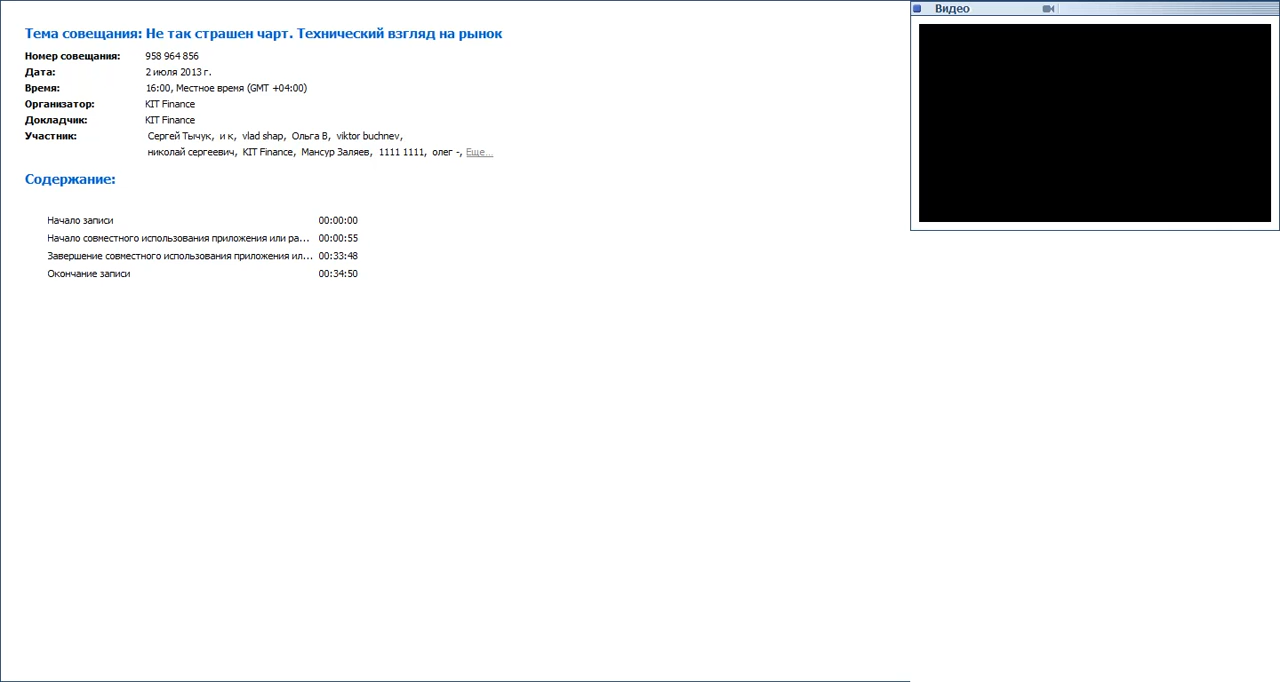 Видео
Тема совещания: Не так страшен чарт. Технический взгляд на рынок
Номер совещания: 958 964 856
Дата: 2 июля 2013 г.
Время: 16:00, Местное время (GMT +04:00)
Организатор: KIT Finance
Докладчик: KIT Finance
Участник: Сергей Тычук, и к, vlad shap, Ольга В, viktor buchnev,
николай сергеевич, KIT Finance, Мансур Заляев, 1111 1111, олег -, Еще...
Содержание:
Начало записи 00:00:00
Начало совместного использования приложения или ра... 00:00:55
Завершение совместного использования приложения ил... 00:33:48
Окончание записи 00:34:50